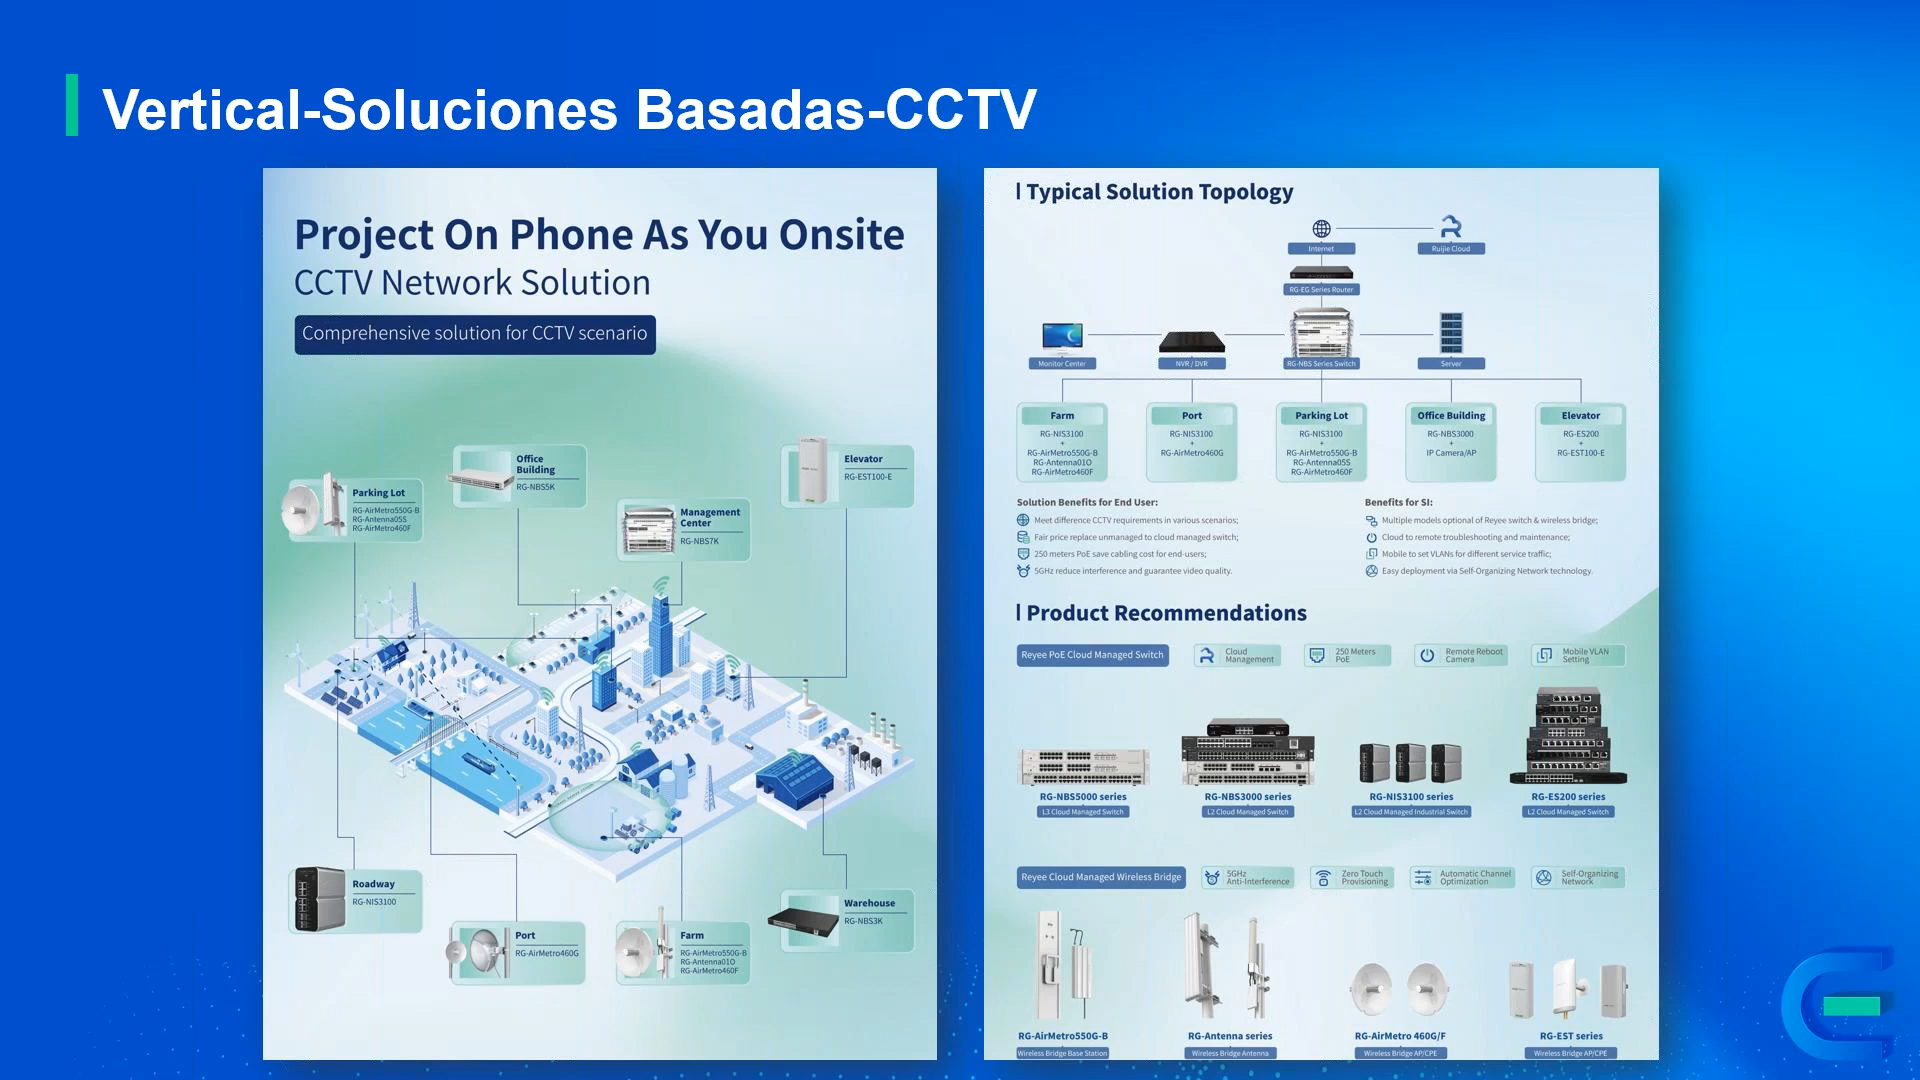 Vertical-Soluciones Basadas-CCTV
Project On Phone As You Onsite
CCTV Network Solution
Comprehensive solution for CCTV scenario
Parking Lot
RG-AirMetro550G-B
RG-Antenna05S
RG-AirMetro460F
Office
Building
RG-NBS5K
Management
Center
RG-NBS7K
Elevator
RG-EST100-E
Roadway
RG-NIS3100
Port
RG-AirMetro460G
Farm
RG-AirMetro550G-B
RG-Antenna01O
RG-AirMetro460F
Warehouse
RG-NBS3K
Typical Solution Topology
Internet
Ruijie Cloud
RG-EG Series Router
Monitor Center
NVR / DVR
RG-NBS Series Switch
Server
Farm
RG-NIS3100
+
RG-AirMetro550G-B
RG-Antenna01O
RG-AirMetro460F
Port
RG-NIS3100
+
RG-AirMetro460G
Parking Lot
RG-NIS3100
+
RG-AirMetro550G-B
RG-Antenna05S
RG-AirMetro460F
Office Building
RG-NBS3000
+
IP Camera/AP
Elevator
RG-ES200
+
RG-EST100-E
Solution Benefits for End User:
Meet difference CCTV requirements in various scenarios;
Fair price replace unmanaged to cloud managed switch;
250 meters PoE save cabling cost for end-users;
5GHz reduce interference and guarantee video quality.
Benefits for SI:
Multiple models optional of Reyee switch & wireless bridge;
Cloud to remote troubleshooting and maintenance;
Mobile to set VLANs for different service traffic;
Easy deployment via Self-Organizing Network technology.
Product Recommendations
Reyee PoE Cloud Managed Switch
Cloud
Management
250 Meters
PoE
Remote Reboot
Camera
Mobile VLAN
Setting
RG-NBS5000 series
L3 Cloud Managed Switch
RG-NBS3000 series
L2 Cloud Managed Switch
RG-NIS3100 series
L2 Cloud Managed Industrial Switch
RG-ES200 series
L2 Cloud Managed Switch
Reyee Cloud Managed Wireless Bridge
5GHz
Anti-Interference
Zero Touch
Provisioning
Automatic Channel
Optimization
Self-Organizing
Network
RG-AirMetro550G-B
Wireless Bridge Base Station
RG-Antenna series
Wireless Bridge Antenna
RG-AirMetro 460G/F
Wireless Bridge AP/CPE
RG-EST series
Wireless Bridge AP/CPE